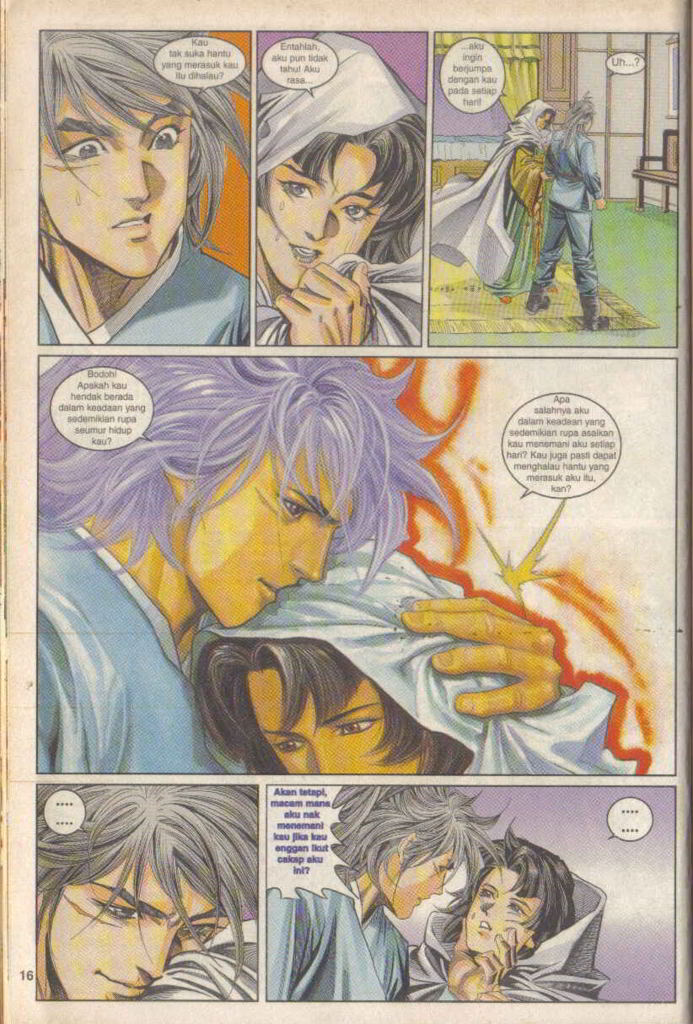 Kau
tak suka hantu
yang merasuk kau
itu dihalau?
Entahlah,
aku pun tidak
tahu! Aku
rasa...
...aku
ingin
berjumpa
dengan kau
pada setiap
hari!
Uh...?
Bodoh!
Apakah kau
hendak berada
dalam keadaan yang
sedemikian rupa
seumur hidup
kau?
Apa
salahnya aku
dalam keadaan yang
sedemikian rupa asalkan
kau menemani aku setiap
hari? Kau juga pasti dapat
menghalau hantu yang
merasuk aku itu,
kan?
....
....
Akan tetapi,
macam mana
aku nak
menemani
kau jika kau
enggan ikut
cakap aku
ini?
....
....
16